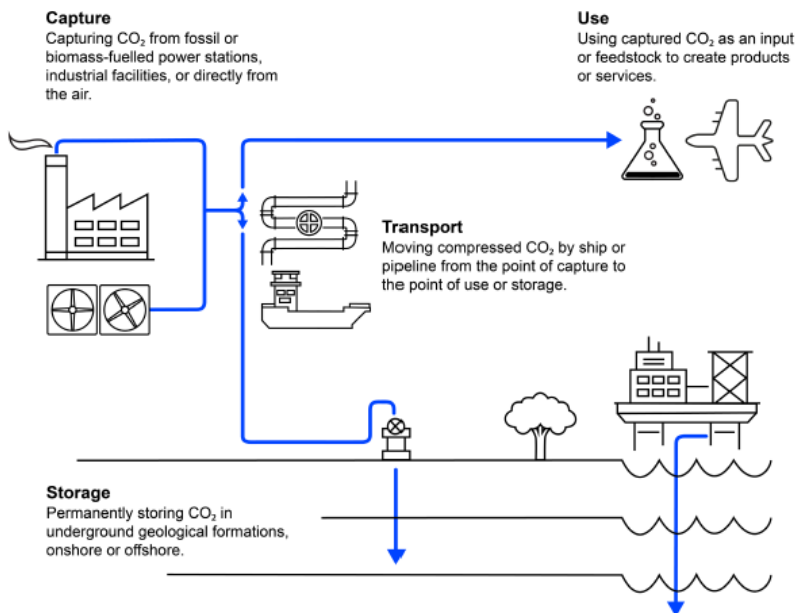 Capture
Capturing CO₂ from fossil or
biomass-fuelled power stations,
industrial facilities, or directly from
the air.
Use
Using captured CO₂ as an input
or feedstock to create products
or services.
Transport
Moving compressed CO₂ by ship or
pipeline from the point of capture to
the point of use or storage.
Storage
Permanently storing CO₂ in
underground geological formations,
onshore or offshore.